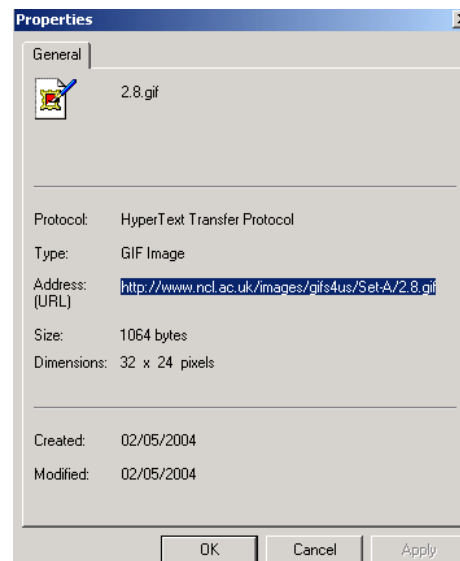 Properties
General
2.8.gif
Protocol: HyperText Transfer Protocol
Type: GIF Image
Address: http://www.ncl.ac.uk/images/gifs4us/Set-A/2.8.gif
(URL)
Size: 1064 bytes
Dimensions: 32 x 24 pixels
Created: 02/05/2004
Modified: 02/05/2004
OK Cancel Apply